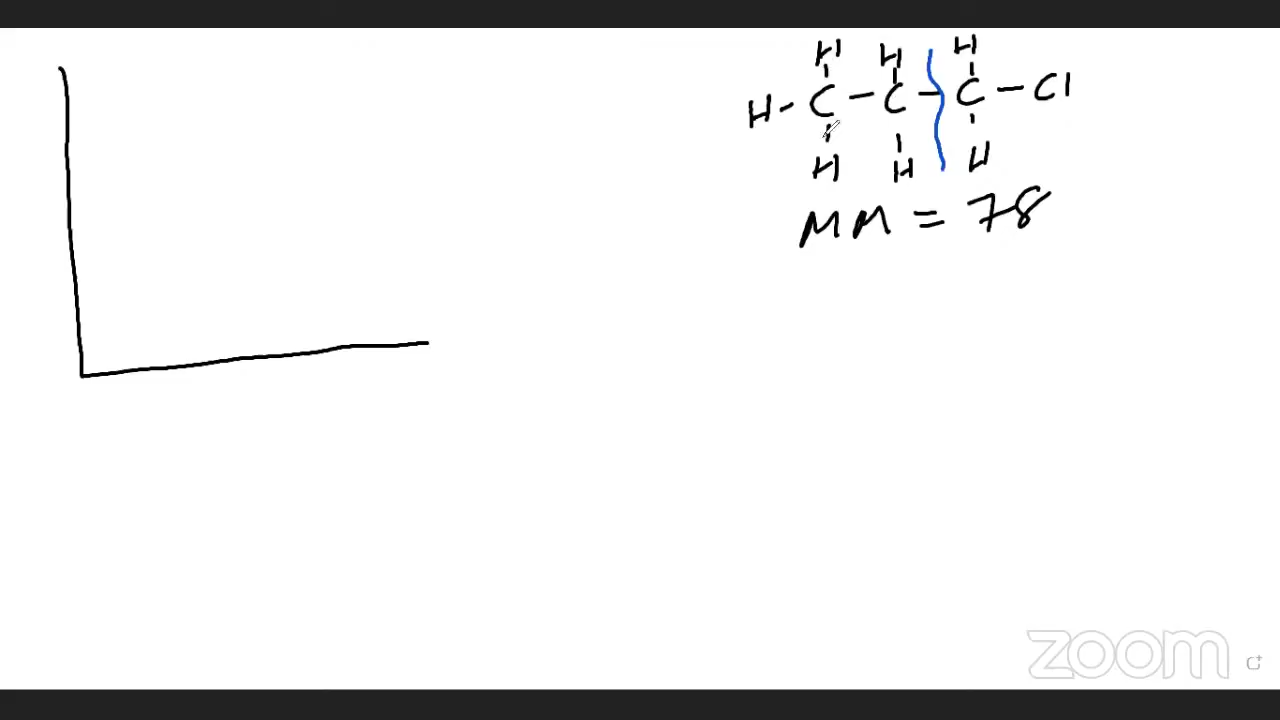 H H H
H - C - C - C - Cl
H H H
MM = 78
zoom